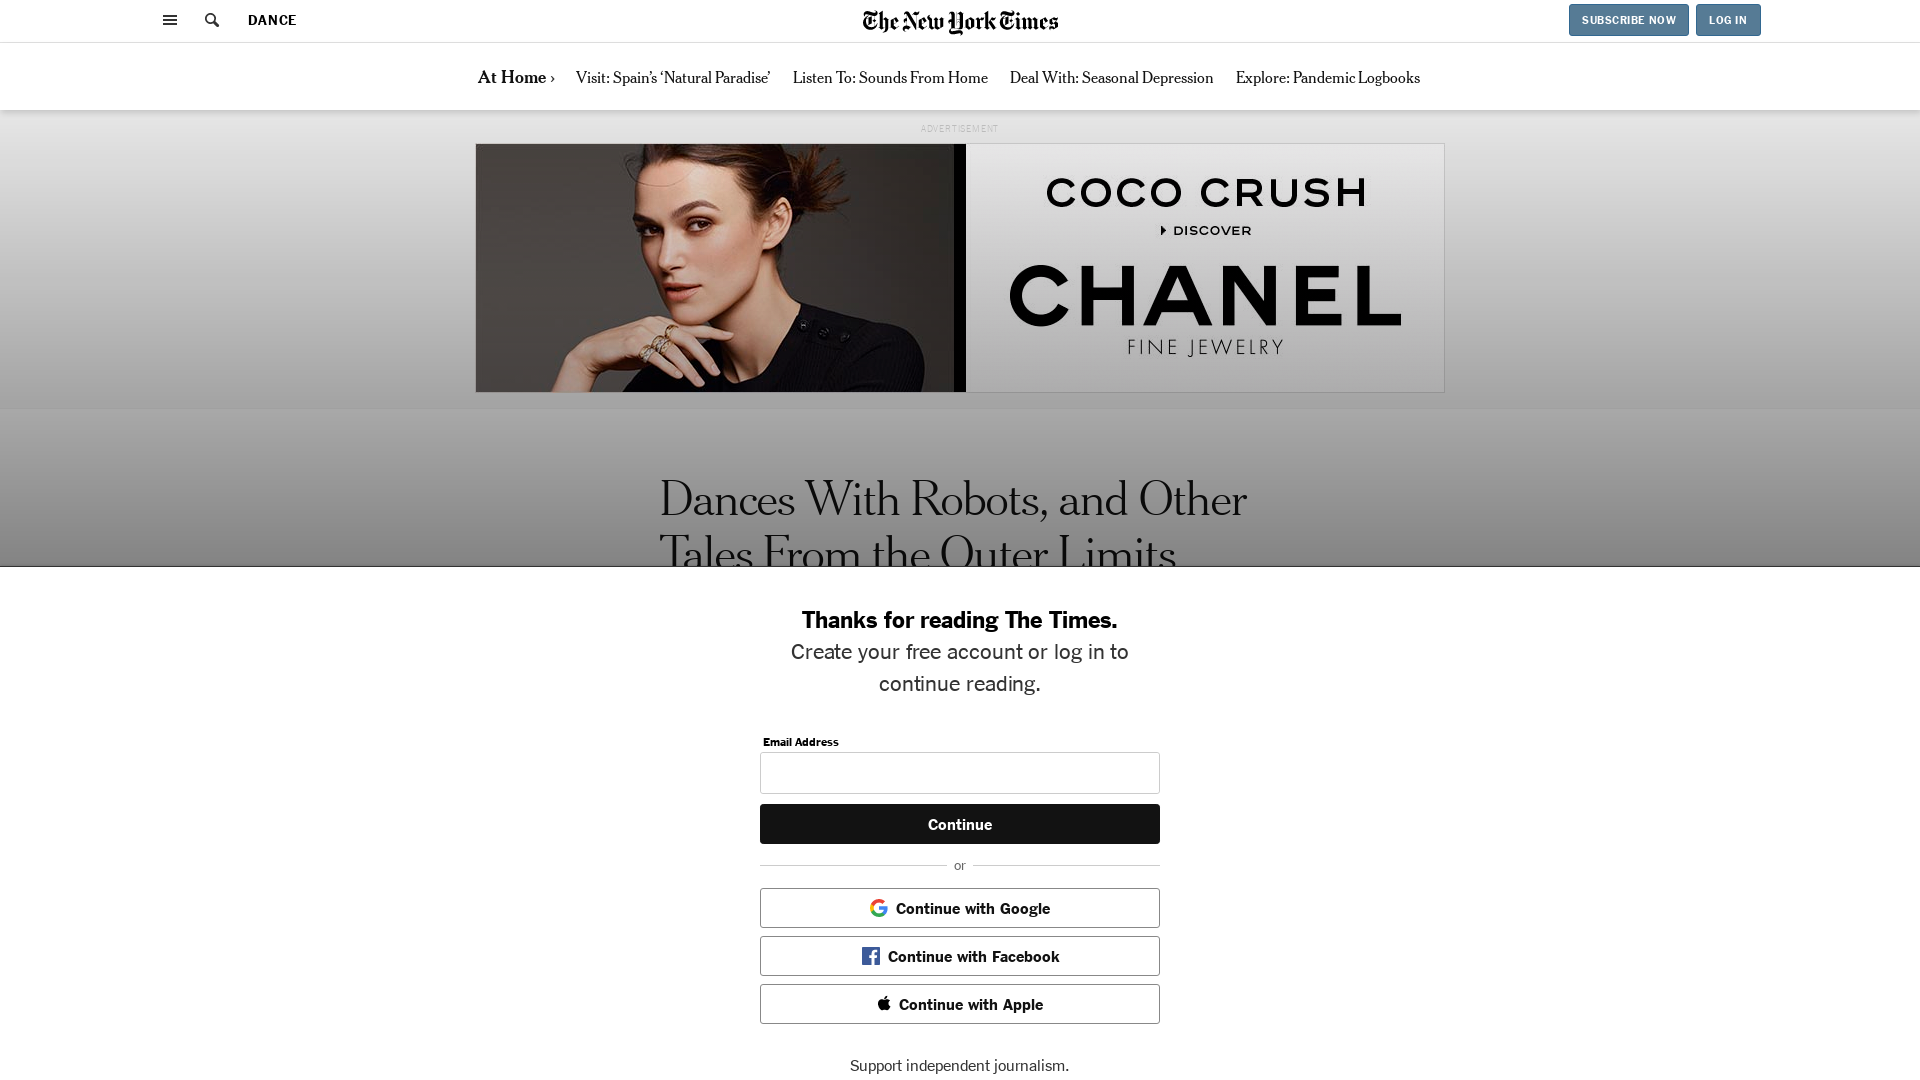 DANCE
The New York Times
SUBSCRIBE NOW
LOG IN
At Home ›
Visit: Spain’s ‘Natural Paradise’
Listen To: Sounds From Home
Deal With: Seasonal Depression
Explore: Pandemic Logbooks
ADVERTISEMENT
COCO CRUSH
DISCOVER
CHANEL
FINE JEWELRY
Dances With Robots, and Other
Tales From the Outer Limits
Thanks for reading The Times.
Create your free account or log in to
continue reading.
Email Address
Continue
or
Continue with Google
Continue with Facebook
Continue with Apple
Support independent journalism.